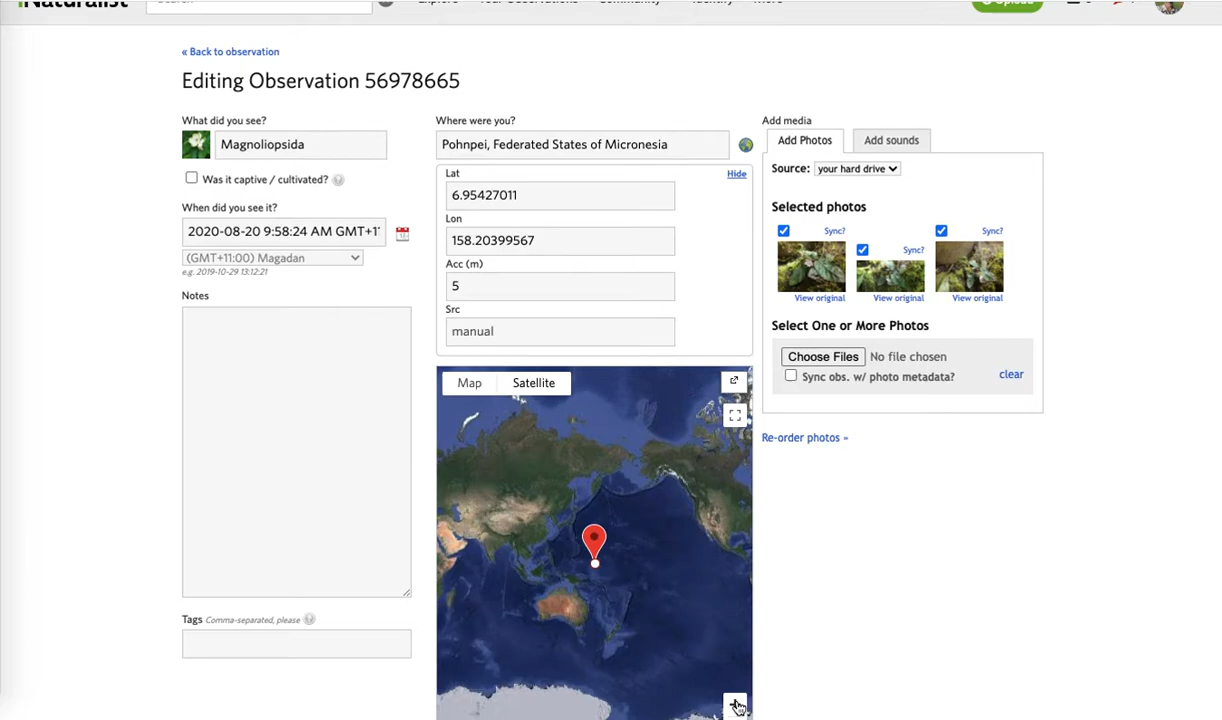 iNaturalist
Upload
« Back to observation
Editing Observation 56978665
What did you see?
Magnoliopsida
Was it captive / cultivated? ?
When did you see it?
2020-08-20 9:58:24 AM GMT+1
(GMT+11:00) Magadan
e.g. 2019-10-29 13:12:21
Notes
Tags Comma-separated, please ?
Where were you?
Pohnpei, Federated States of Micronesia
Lat
Hide
6.95427011
Lon
158.20399567
Acc (m)
5
Src
manual
Map Satellite
Add media
Add Photos Add sounds
Source: your hard drive
Selected photos
Sync? Sync? Sync?
View original View original View original
Select One or More Photos
Choose Files No file chosen
Sync obs. w/ photo metadata? clear
Re-order photos »